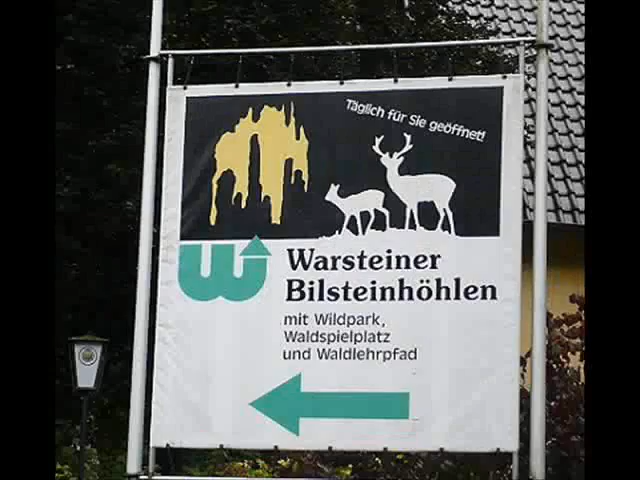 Täglich für Sie geöffnet!
W
Warsteiner
Bilsteinhöhlen
mit Wildpark,
Waldspielplatz
und Waldlehrpfad